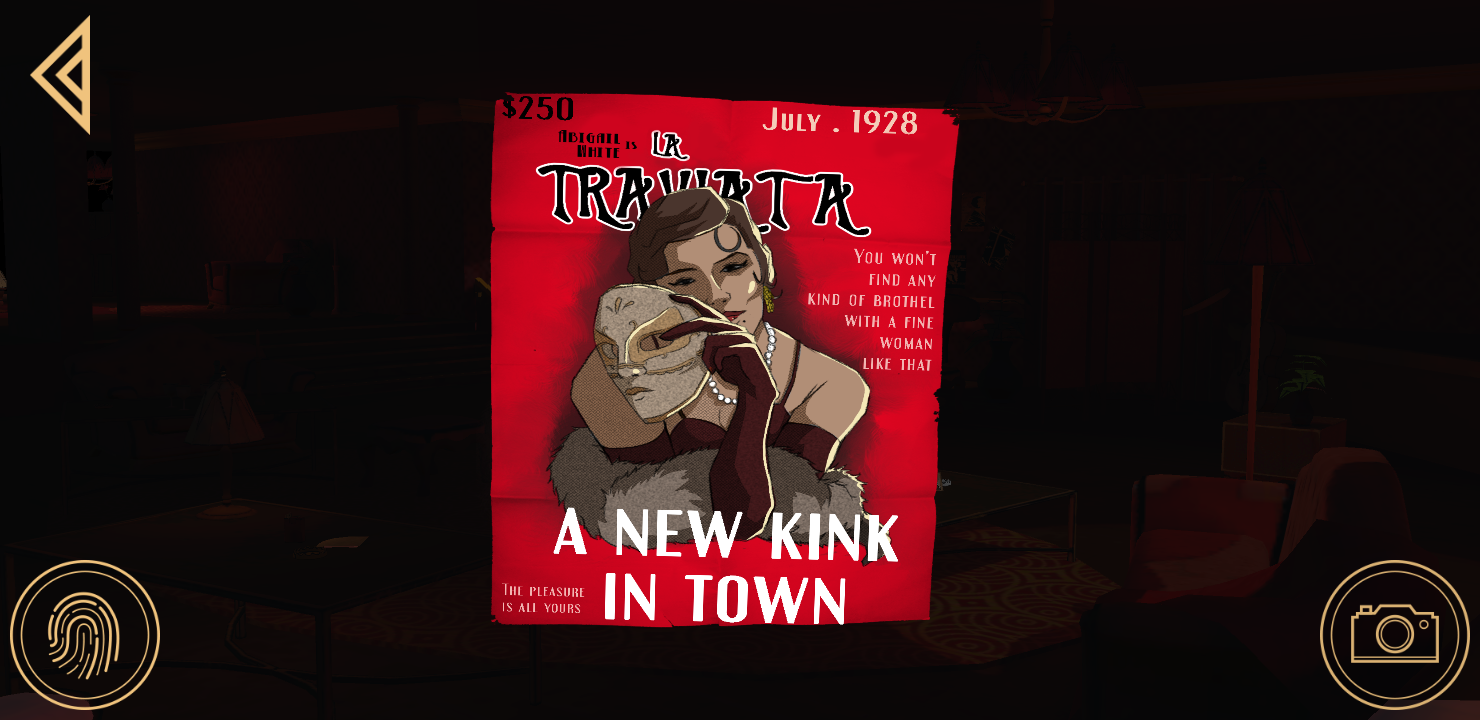 $250
July . 1928
Abigail
White is La
Traviata
You won't
find any
kind of brothel
with a fine
woman
like that
A NEW KINK
IN TOWN
The pleasure
is all yours